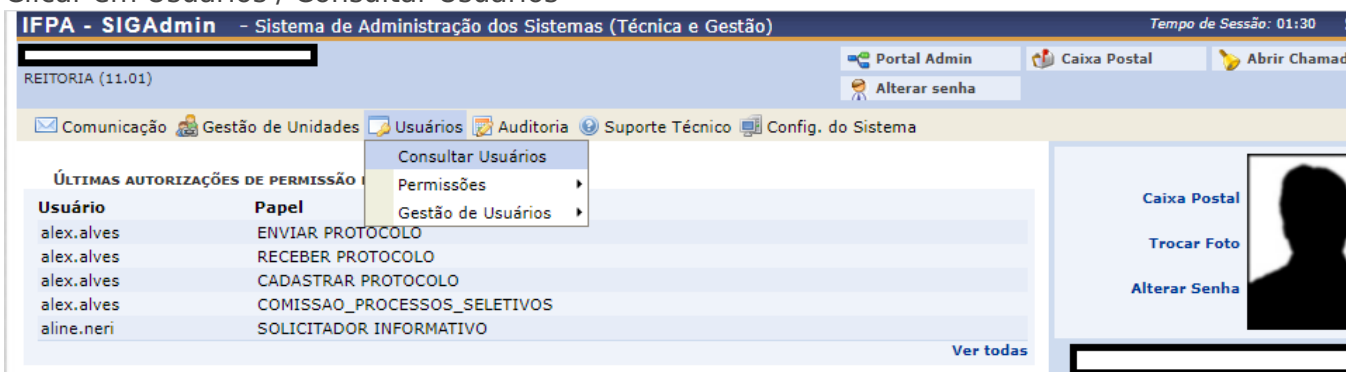 Clicar em Usuários / Consultar Usuários
IFPA - SIGAdmin - Sistema de Administração dos Sistemas (Técnica e Gestão) Tempo de Sessão: 01:30
Portal Admin Caixa Postal Abrir Chamad
REITORIA (11.01)
Alterar senha
Comunicação Gestão de Unidades Usuários Auditoria Suporte Técnico Config. do Sistema
Consultar Usuários
Permissões
Gestão de Usuários
ÚLTIMAS AUTORIZAÇÕES DE PERMISSÃO
Usuário Papel
alex.alves ENVIAR PROTOCOLO
alex.alves RECEBER PROTOCOLO
alex.alves CADASTRAR PROTOCOLO
alex.alves COMISSAO_PROCESSOS_SELETIVOS
aline.neri SOLICITADOR INFORMATIVO
Ver todas
Caixa Postal
Trocar Foto
Alterar Senha